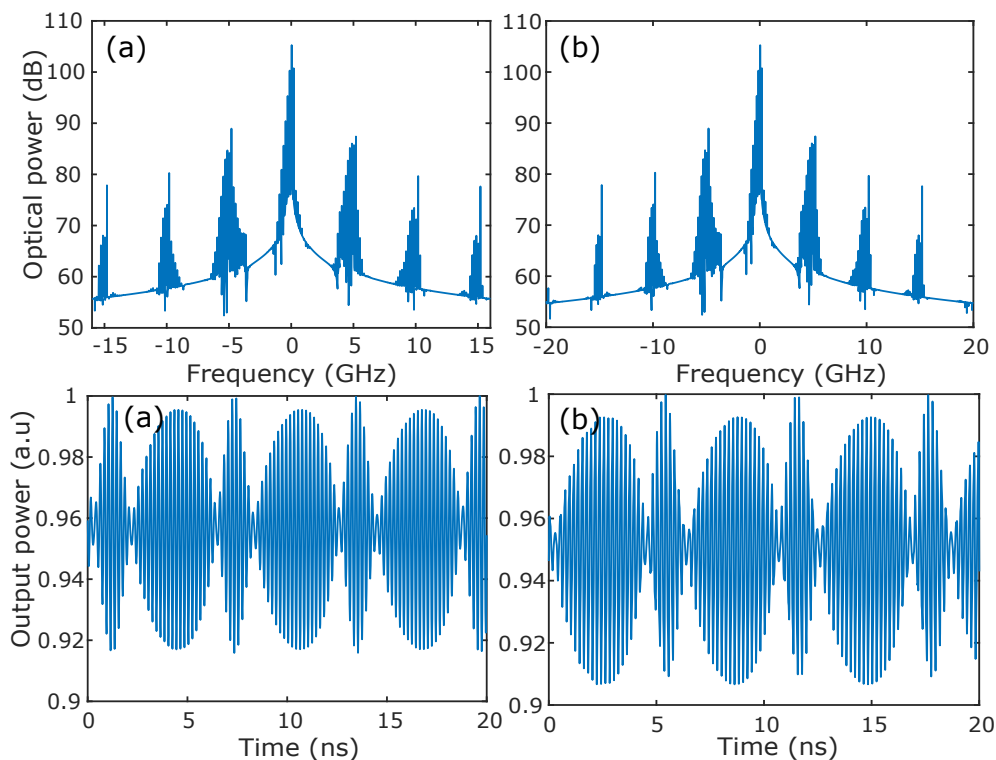 (a)
Optical power (dB)
110
100
90
80
70
60
50
-15 -10 -5 0 5 10 15
Frequency (GHz)
(b)
110
100
90
80
70
60
50
-20 -10 0 10 20
Frequency (GHz)
(a)
Output power (a.u)
1
0.98
0.96
0.94
0.92
0.9
0 5 10 15 20
Time (ns)
(b)
1
0.98
0.96
0.94
0.92
0.9
0 5 10 15 20
Time (ns)